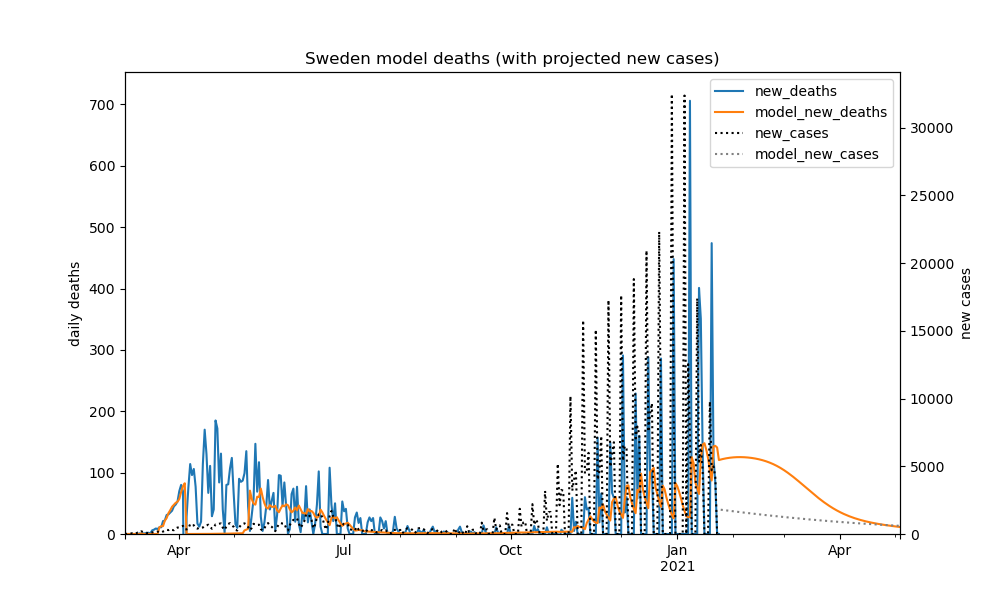 Sweden model deaths (with projected new cases)
new_deaths
model_new_deaths
new_cases
model_new_cases
daily deaths
700
600
500
400
300
200
100
0
new cases
30000
25000
20000
15000
10000
5000
0
Apr
Jul
Oct
Jan
2021
Apr